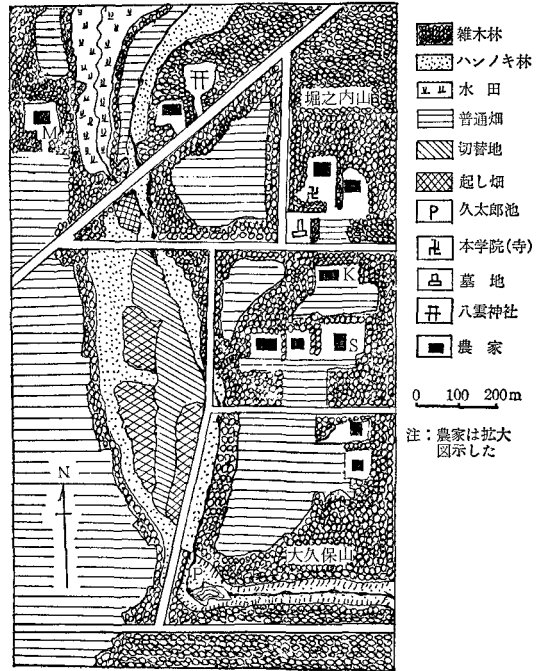 堀之内山
M
K
S
N
大久保山
P
雑木林
ハンノキ林
水田
普通畑
切替地
起し畑
P 久太郎池
卍 本学院(寺)
墓地
八雲神社
農家
0 100 200m
注:農家は拡大
図示した